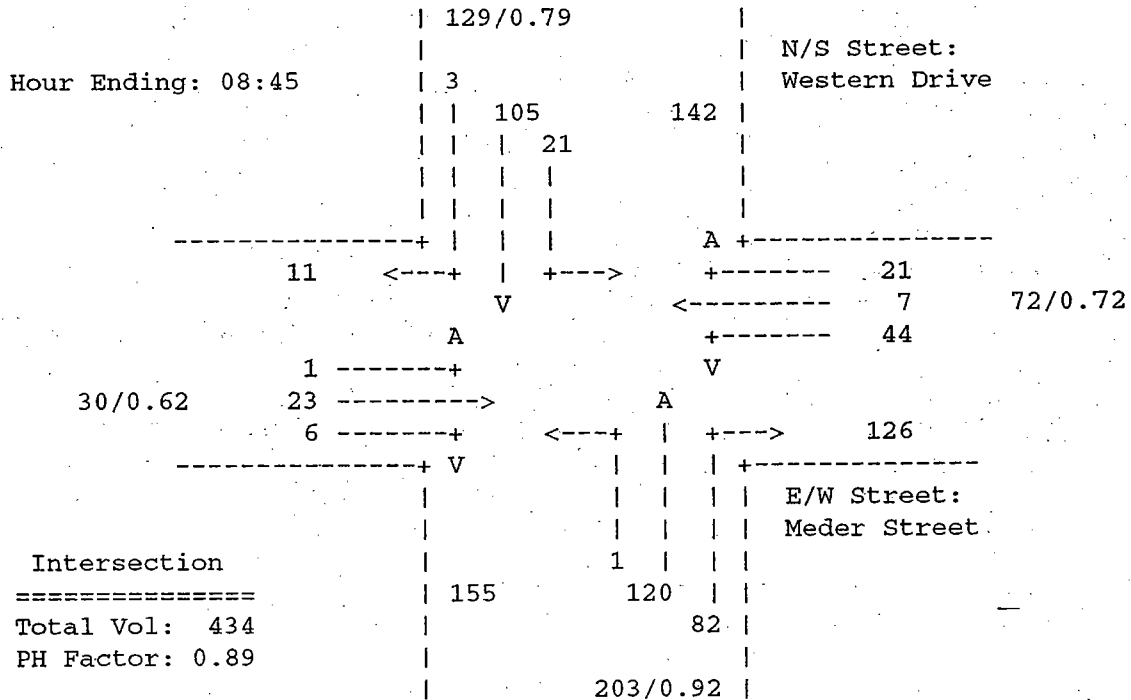 | 129/0.79 |
| | N/S Street:
Hour Ending: 08:45 | 3 | Western Drive
| | 105 142 |
| | | 21 |
| | | | |
| | | | |
---------------+ | | | A +---------------
11 <---+ | +---> +------- 21
V <--------- 7 72/0.72
A +------- 44
1 -------+ V
30/0.62 23 ---------> A
6 -------+ <---+ | +---> 126
---------------+ V | | | +---------------
| | | | | E/W Street:
| | | | | Meder Street
Intersection | 1 | | |
=============== | 155 120 | |
Total Vol: 434 | 82 |
PH Factor: 0.89 | |
| 203/0.92 |